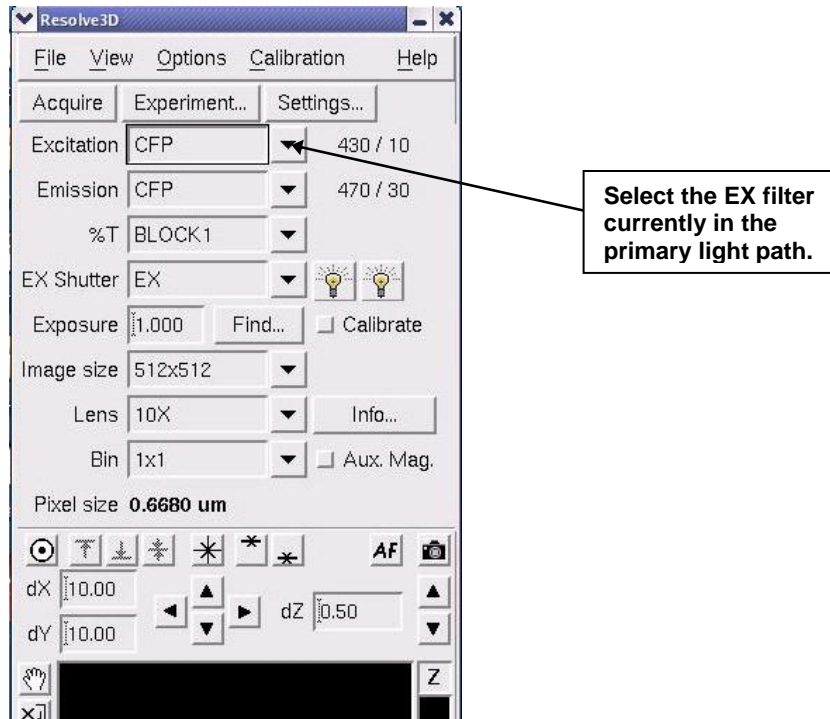 Resolve3D
File View Options Calibration Help
Acquire Experiment... Settings...
Excitation CFP 430 / 10
Emission CFP 470 / 30
%T BLOCK1
EX Shutter EX
Exposure 1.000 Find... Calibrate
Image size 512x512
Lens 10X Info...
Bin 1x1 Aux. Mag.
Pixel size 0.6680 um
AF
dX 10.00
dZ 0.50
dY 10.00
Z
Select the EX filter
currently in the
primary light path.